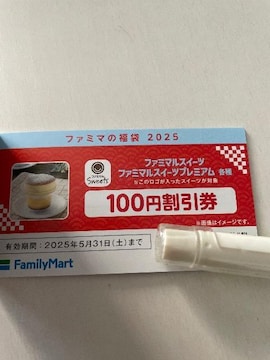 ファミマの福袋 2025
Sweets
ファミマルスイーツ
ファミマルスイーツプレミアム 各種
※このロゴが入ったスイーツが対象
100円割引券
※画像はイメージです。
有効期間：2025年5月31日(土)まで
FamilyMart